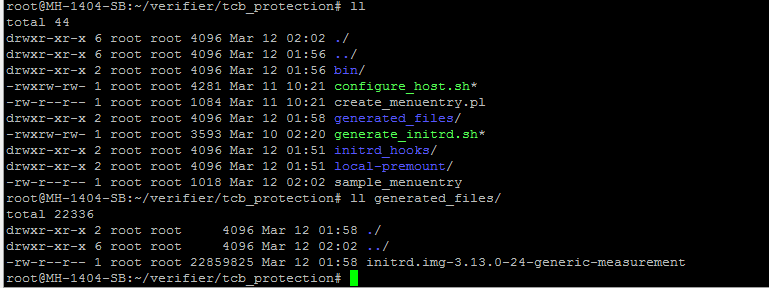 root@MH-1404-SB:~/verifier/tcb_protection# ll
total 44
drwxr-xr-x 6 root root 4096 Mar 12 02:02 ./
drwxr-xr-x 6 root root 4096 Mar 12 01:56 ../
drwxr-xr-x 2 root root 4096 Mar 12 01:56 bin/
-rwxrw-rw- 1 root root 4281 Mar 11 10:21 configure_host.sh*
-rw-r--r-- 1 root root 1084 Mar 11 10:21 create_menuentry.pl
drwxr-xr-x 2 root root 4096 Mar 12 01:58 generated_files/
-rwxrw-rw- 1 root root 3593 Mar 10 02:20 generate_initrd.sh*
drwxr-xr-x 2 root root 4096 Mar 12 01:51 initrd_hooks/
drwxr-xr-x 2 root root 4096 Mar 12 01:51 local-premount/
-rw-r--r-- 1 root root 1018 Mar 12 02:02 sample_menuentry
root@MH-1404-SB:~/verifier/tcb_protection# ll generated_files/
total 22336
drwxr-xr-x 2 root root     4096 Mar 12 01:58 ./
drwxr-xr-x 6 root root     4096 Mar 12 02:02 ../
-rw-r--r-- 1 root root 22859825 Mar 12 01:58 initrd.img-3.13.0-24-generic-measurement
root@MH-1404-SB:~/verifier/tcb_protection#